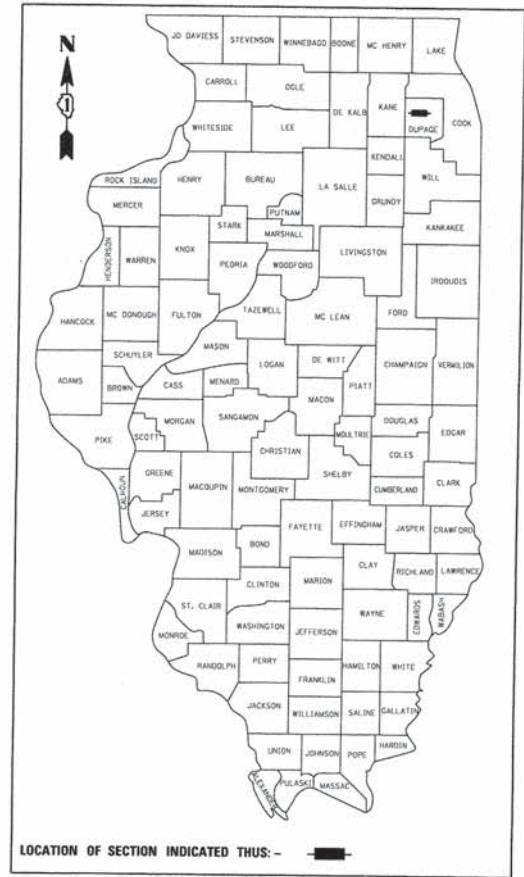 JO DAVIESS
STEVENSON
WINNEBAGO
BOONE
MC HENRY
LAKE
N
CARROLL
OGLE
DE KALB
KANE
COOK
DUPAGE
WHITESIDE
LEE
KENDALL
WILL
ROCK ISLAND
HENRY
BUREAU
LA SALLE
GRUNDY
MERCER
PUTNAM
KANKAKEE
STARK
MARSHALL
HENDERSON
WARREN
KNOX
PEORIA
WOODFORD
LIVINGSTON
IROQUOIS
TAZEWELL
MC LEAN
FORD
HANCOCK
MC DONOUGH
FULTON
MASON
SCHUYLER
LOGAN
DE WITT
CHAMPAIGN
VERMILION
ADAMS
BROWN
CASS
MENARD
PIATT
MACON
MORGAN
SANGAMON
DOUGLAS
PIKE
SCOTT
MOULTRIE
EDGAR
CHRISTIAN
COLES
GREENE
SHELBY
CALHOUN
MACOUPIN
MONTGOMERY
CUMBERLAND
CLARK
JERSEY
FAYETTE
EFFINGHAM
JASPER
CRAWFORD
BOND
MADISON
CLAY
RICHLAND
LAWRENCE
CLINTON
MARION
ST. CLAIR
WAYNE
EDWARDS
WABASH
WASHINGTON
JEFFERSON
MONROE
RANDOLPH
PERRY
HAMILTON
WHITE
FRANKLIN
JACKSON
WILLIAMSON
SALINE
GALLATIN
HARDIN
UNION
JOHNSON
POPE
ALEXANDER
PULASKI
MASSAC
LOCATION OF SECTION INDICATED THUS: -